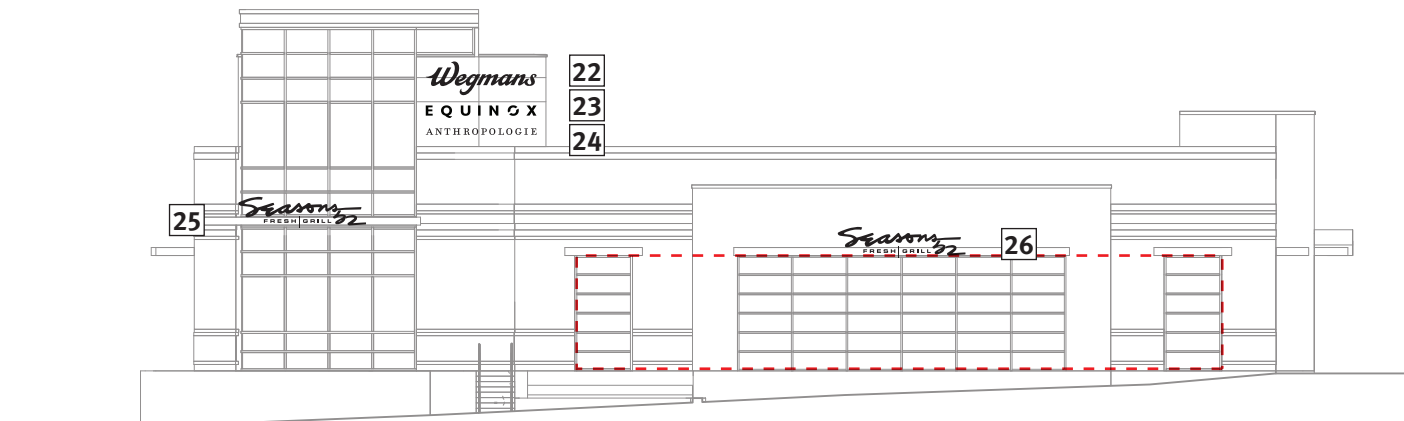 Wegmans
22
EQUINOX
23
ANTHROPOLOGIE
24
25
Seasons 52
FRESH GRILL
Seasons 52
FRESH GRILL
26